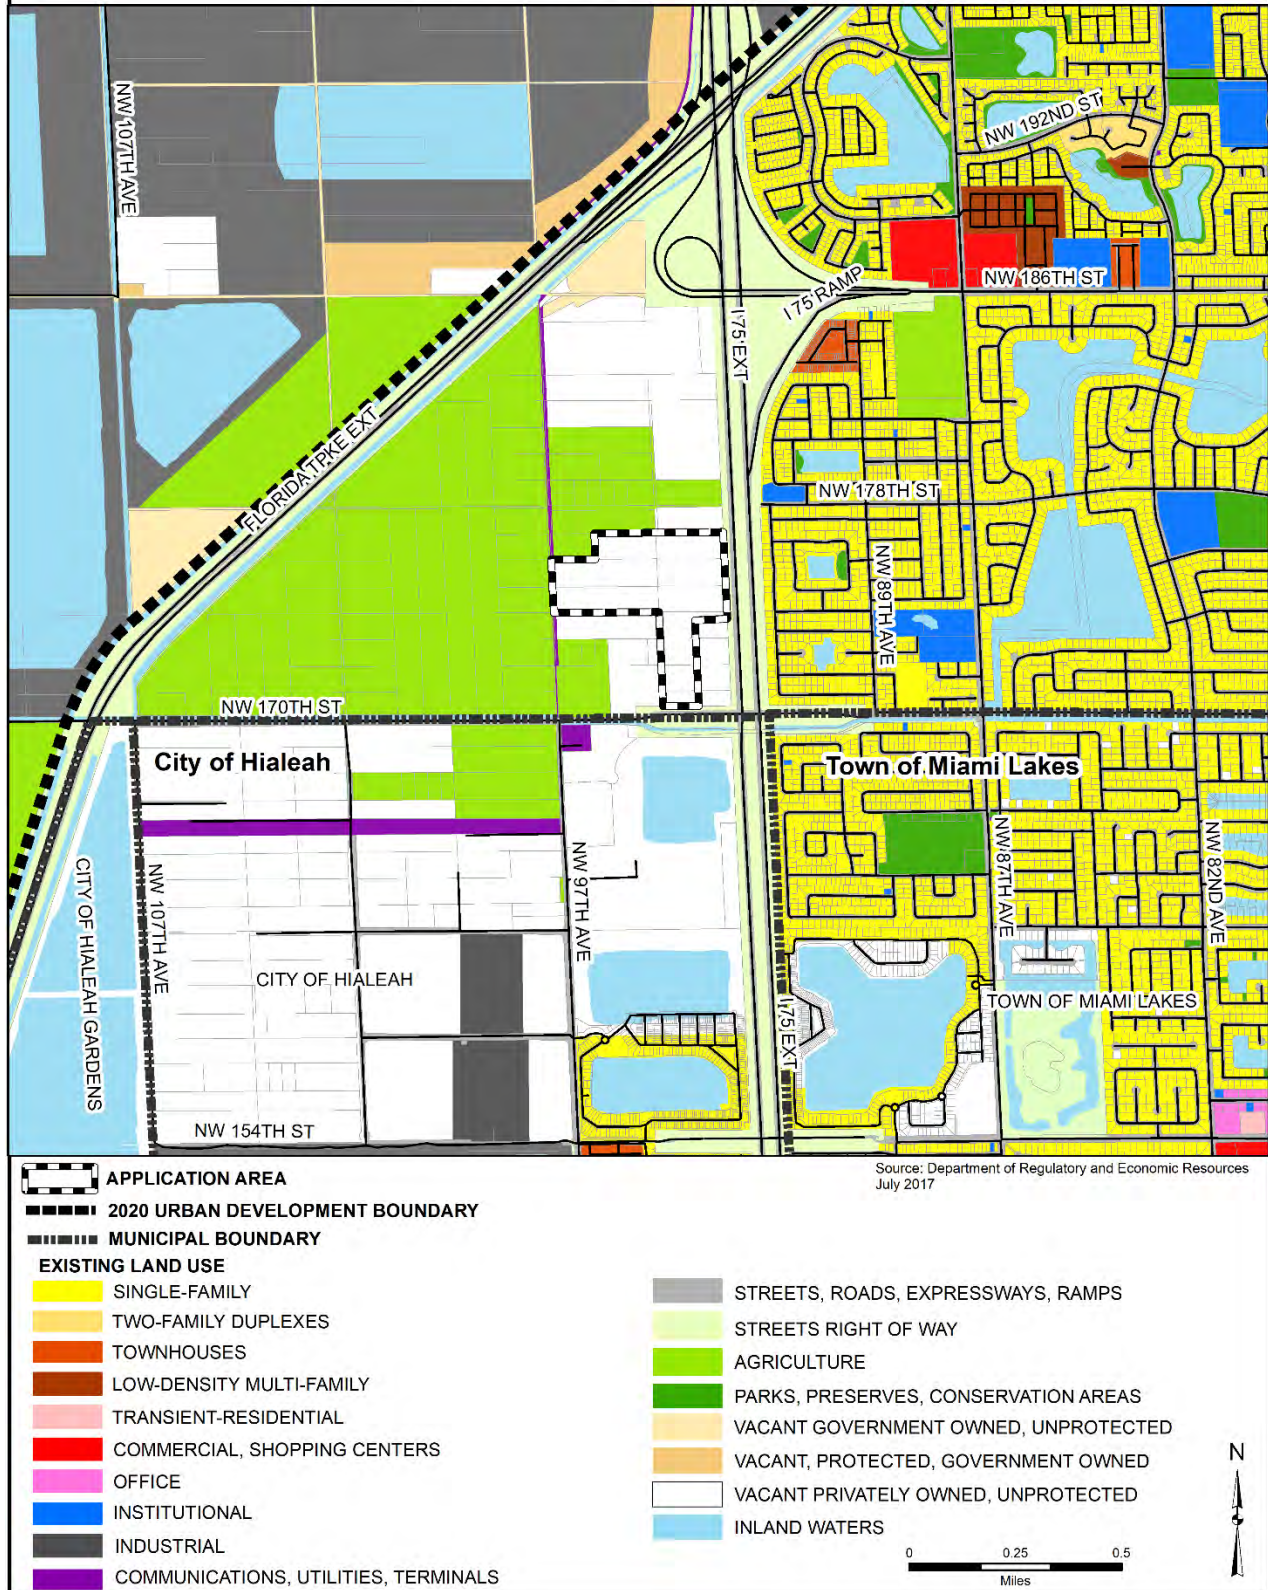 NW 107TH AVE
NW 192ND ST
NW 186TH ST
I 75 RAMP
I 75 EXT
FLORIDA TPKE EXT
NW 178TH ST
NW 89TH AVE
NW 170TH ST
City of Hialeah
Town of Miami Lakes
CITY OF HIALEAH GARDENS
NW 107TH AVE
NW 97TH AVE
NW 87TH AVE
NW 82ND AVE
CITY OF HIALEAH
I 75 EXT
TOWN OF MIAMI LAKES
NW 154TH ST
Source: Department of Regulatory and Economic Resources
July 2017
APPLICATION AREA
2020 URBAN DEVELOPMENT BOUNDARY
MUNICIPAL BOUNDARY
EXISTING LAND USE
SINGLE-FAMILY
TWO-FAMILY DUPLEXES
TOWNHOUSES
LOW-DENSITY MULTI-FAMILY
TRANSIENT-RESIDENTIAL
COMMERCIAL, SHOPPING CENTERS
OFFICE
INSTITUTIONAL
INDUSTRIAL
COMMUNICATIONS, UTILITIES, TERMINALS
STREETS, ROADS, EXPRESSWAYS, RAMPS
STREETS RIGHT OF WAY
AGRICULTURE
PARKS, PRESERVES, CONSERVATION AREAS
VACANT GOVERNMENT OWNED, UNPROTECTED
VACANT, PROTECTED, GOVERNMENT OWNED
VACANT PRIVATELY OWNED, UNPROTECTED
INLAND WATERS
N
0 0.25 0.5
Miles